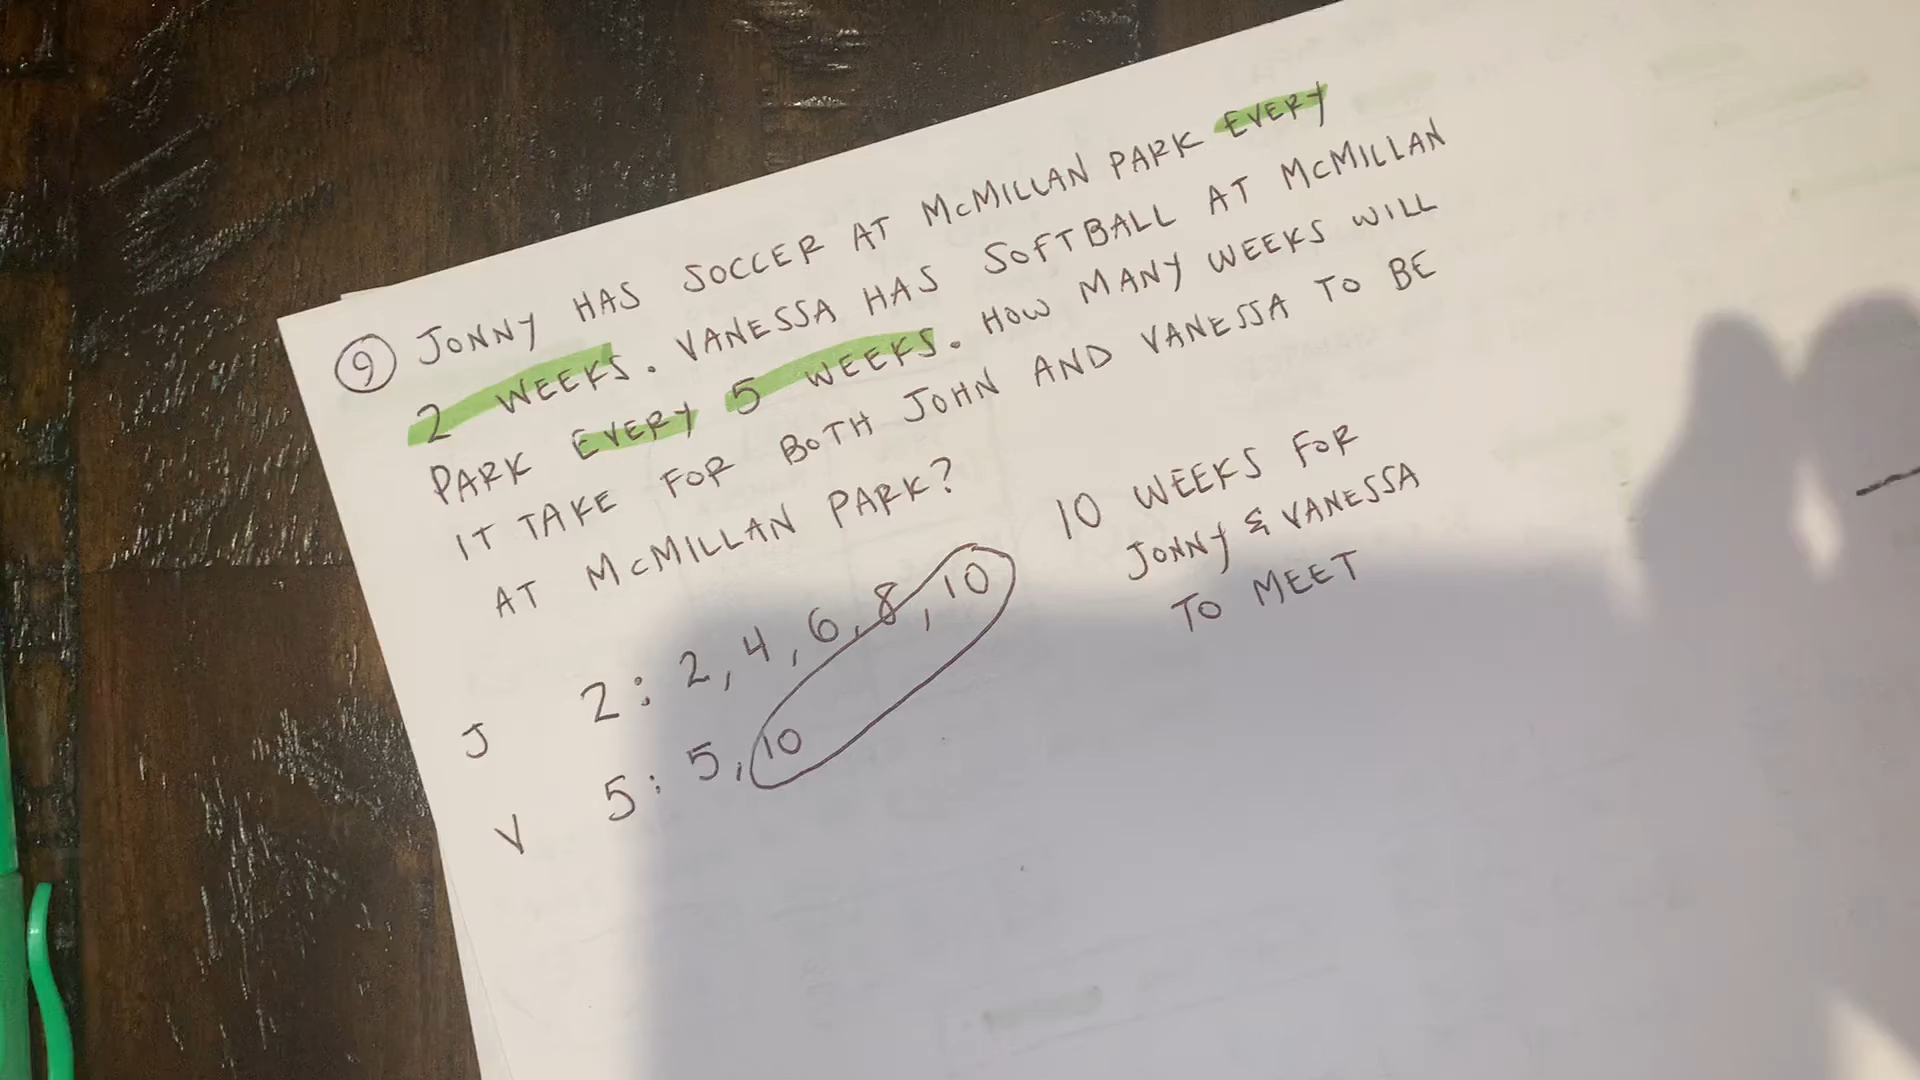 9 JONNY HAS SOCCER AT MCMILLAN PARK EVERY
2 WEEKS. VANESSA HAS SOFTBALL AT MCMILLAN
PARK EVERY 5 WEEKS. HOW MANY WEEKS WILL
IT TAKE FOR BOTH JOHN AND VANESSA TO BE
AT MCMILLAN PARK?
10 WEEKS FOR
JONNY & VANESSA
TO MEET
J 2: 2, 4, 6, 8, 10
V 5: 5, 10